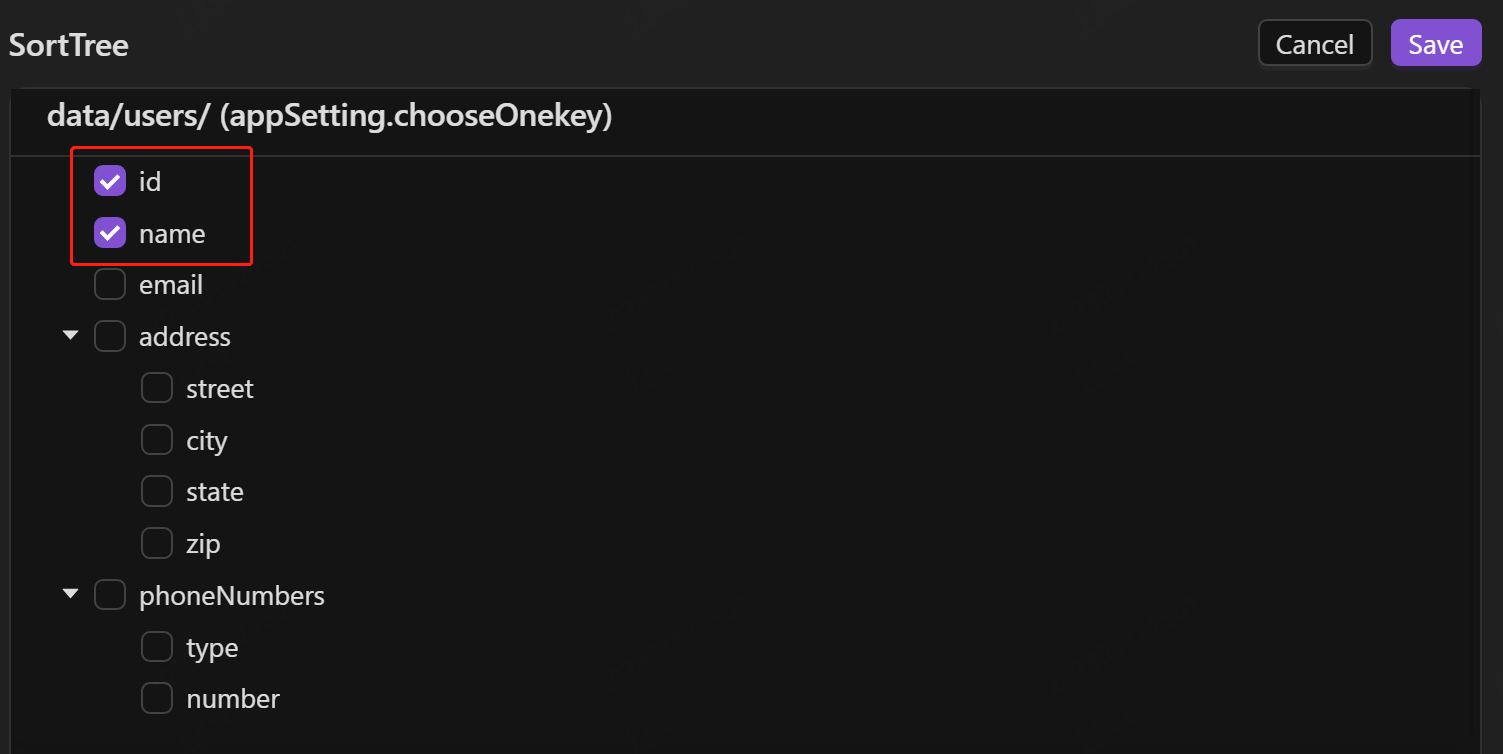 SortTree
Cancel
Save
data/users/ (appSetting.chooseOnekey)
id
name
email
address
street
city
state
zip
phoneNumbers
type
number